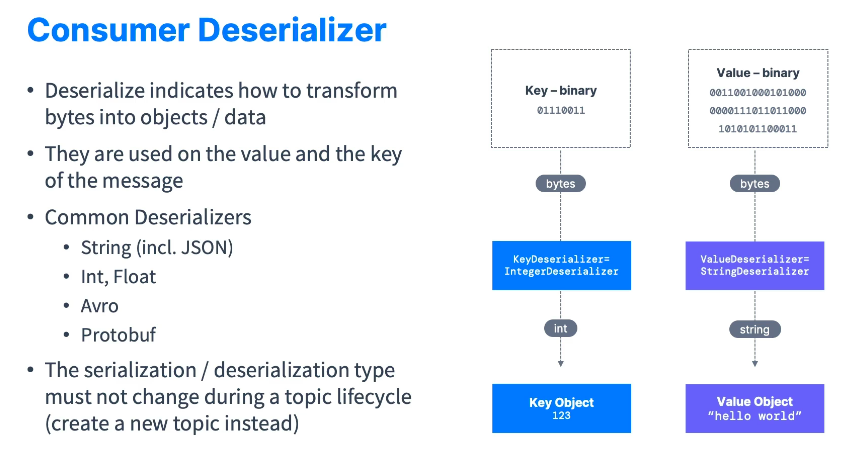 Consumer Deserializer
• Deserialize indicates how to transform
bytes into objects / data
• They are used on the value and the key
of the message
• Common Deserializers
• String (incl. JSON)
• Int, Float
• Avro
• Protobuf
• The serialization / deserialization type
must not change during a topic lifecycle
(create a new topic instead)
Key – binary
01110011
bytes
KeyDeserializer=
IntegerDeserializer
int
Key Object
123
Value – binary
0011001000101000
0000111011011000
1010101100011
bytes
ValueDeserializer=
StringDeserializer
string
Value Object
“hello world”